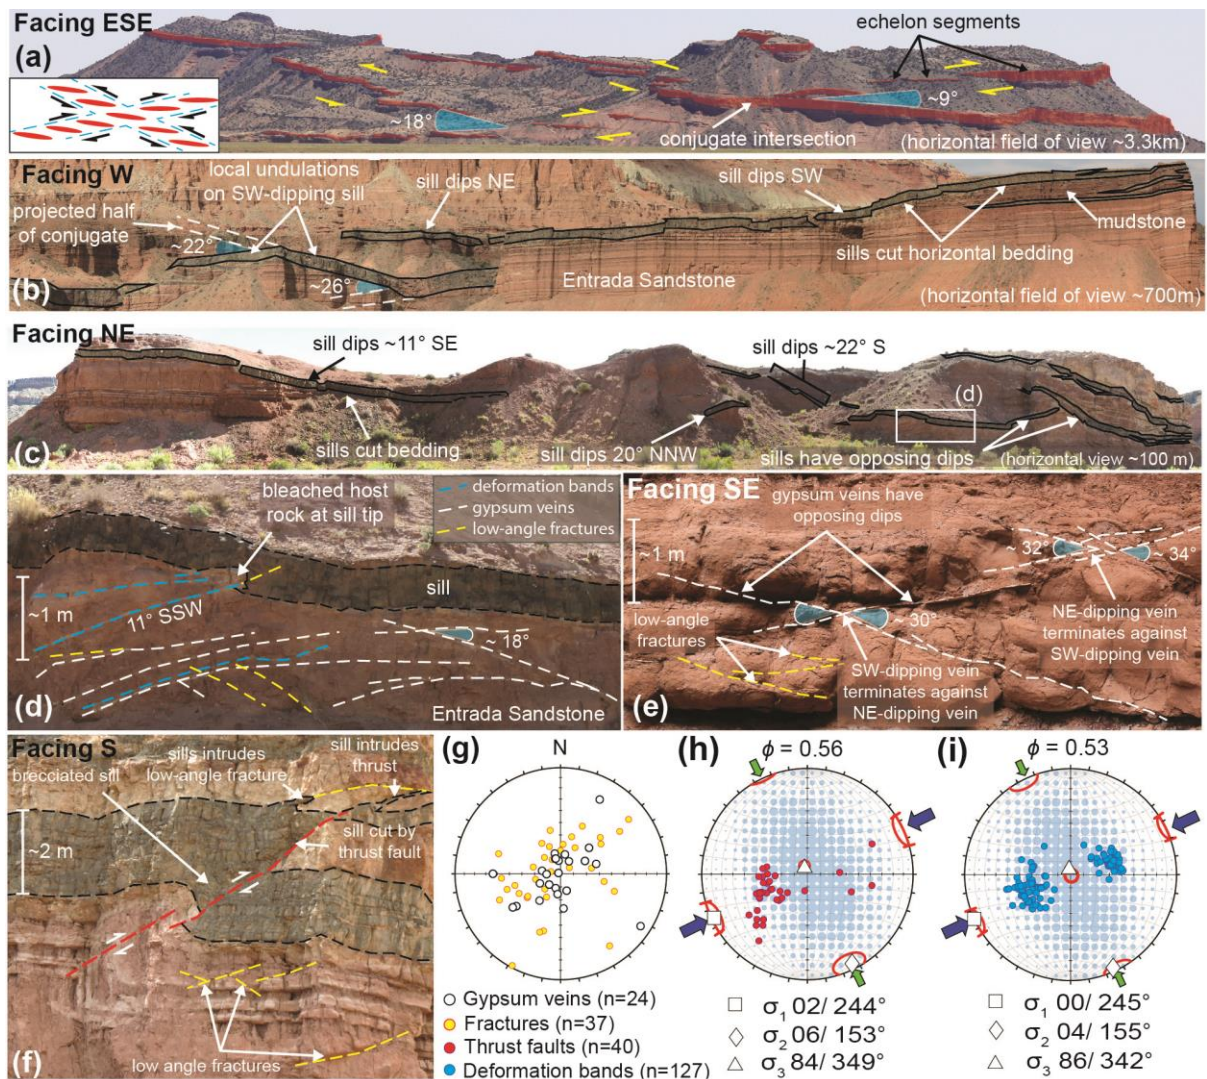 Facing ESE
(a)
echelon segments
~18°
~9°
conjugate intersection
(horizontal field of view ~3.3km)
Facing W
(b)
local undulations
on SW-dipping sill
projected half
of conjugate
~22°
~26°
sill dips NE
sill dips SW
mudstone
sills cut horizontal bedding
Entrada Sandstone
(horizontal field of view ~700m)
Facing NE
(c)
sill dips ~11° SE
sills cut bedding
sill dips ~22° S
sill dips 20° NNW
(d)
sills have opposing dips
(horizontal view ~100 m)
bleached host
rock at sill tip
deformation bands
gypsum veins
low-angle fractures
~1 m
11° SSW
sill
~ 18°
(d)
Entrada Sandstone
Facing SE
gypsum veins have
opposing dips
~1 m
~ 32°
~ 34°
~ 30°
low-angle
fractures
NE-dipping vein
terminates against
SW-dipping vein
SW-dipping vein
terminates against
NE-dipping vein
(e)
Facing S
brecciated sill
sills intrudes
low-angle fracture
sill intrudes
thrust
sill cut by
thrust fault
~2 m
low angle fractures
(f)
(g)
N
Gypsum veins (n=24)
Fractures (n=37)
Thrust faults (n=40)
Deformation bands (n=127)
(h)
ϕ = 0.56
σ1 02/ 244°
σ2 06/ 153°
σ3 84/ 349°
(i)
ϕ = 0.53
σ1 00/ 245°
σ2 04/ 155°
σ3 86/ 342°